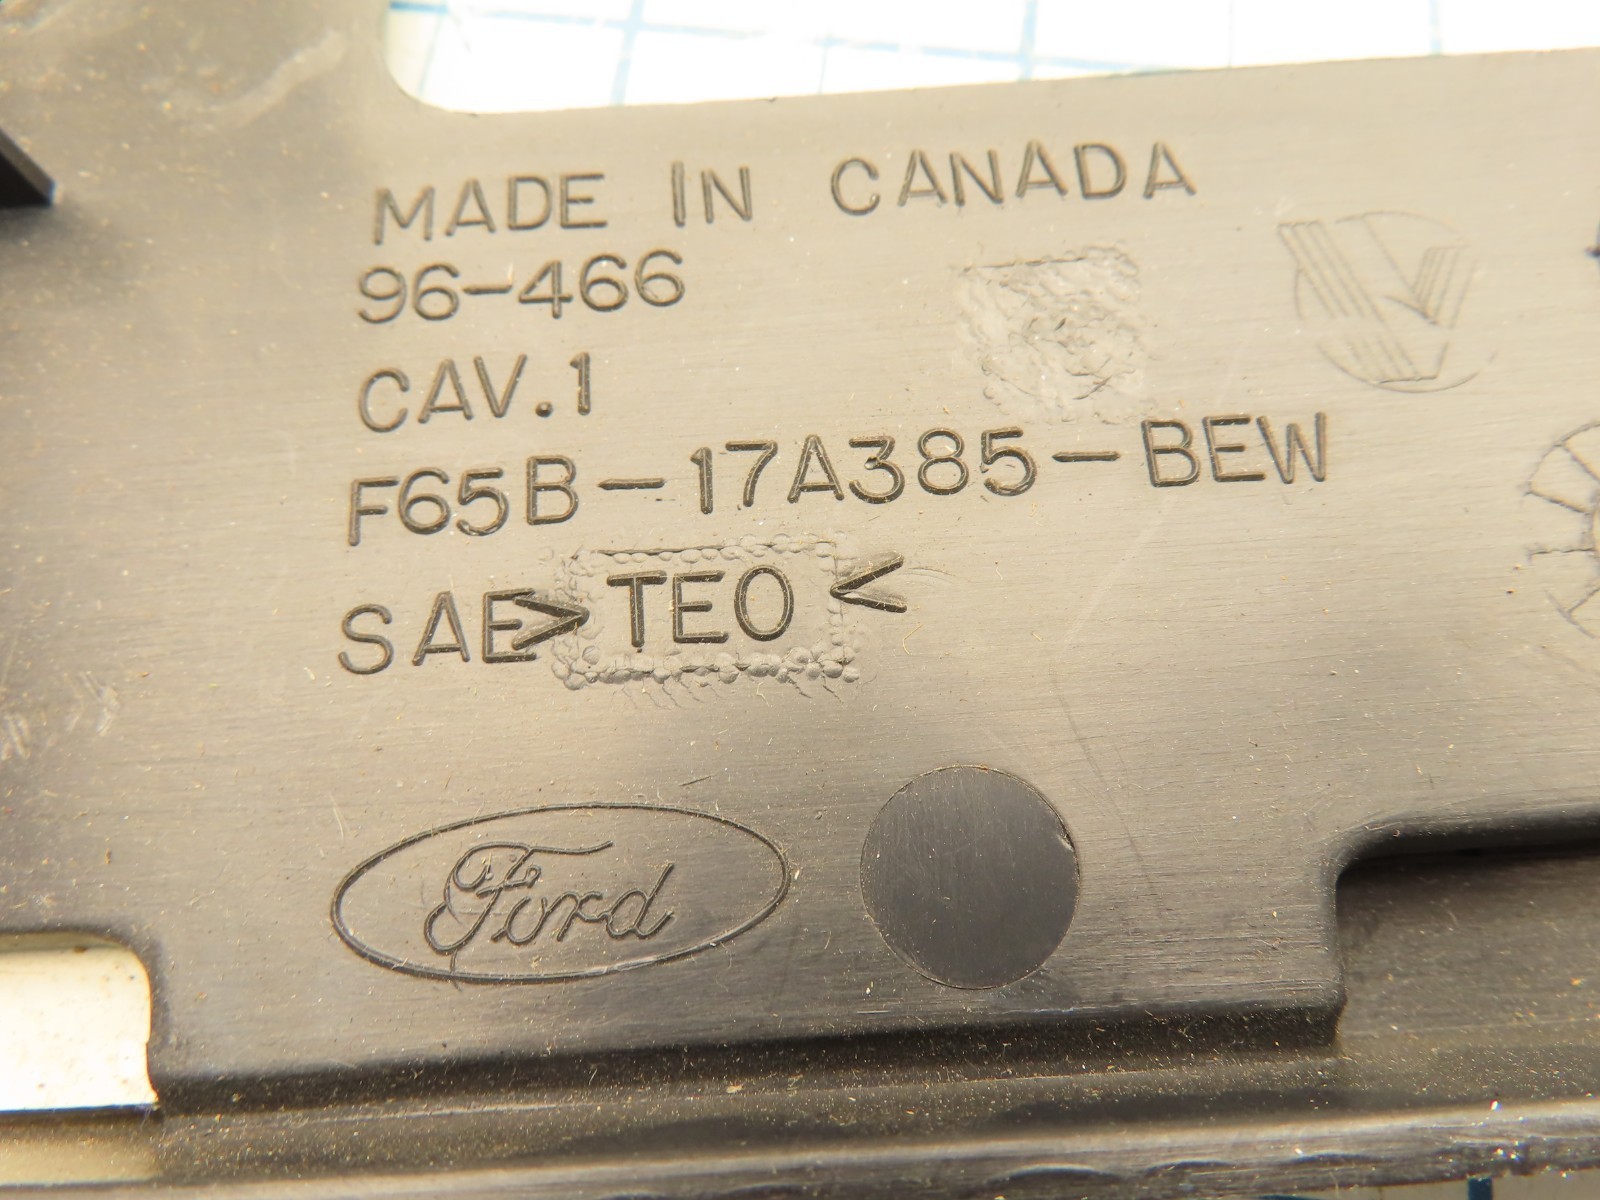 MADE IN CANADA
96-466
CAV.1
F65B-17A385-BEW
SAE>TEO<
Ford